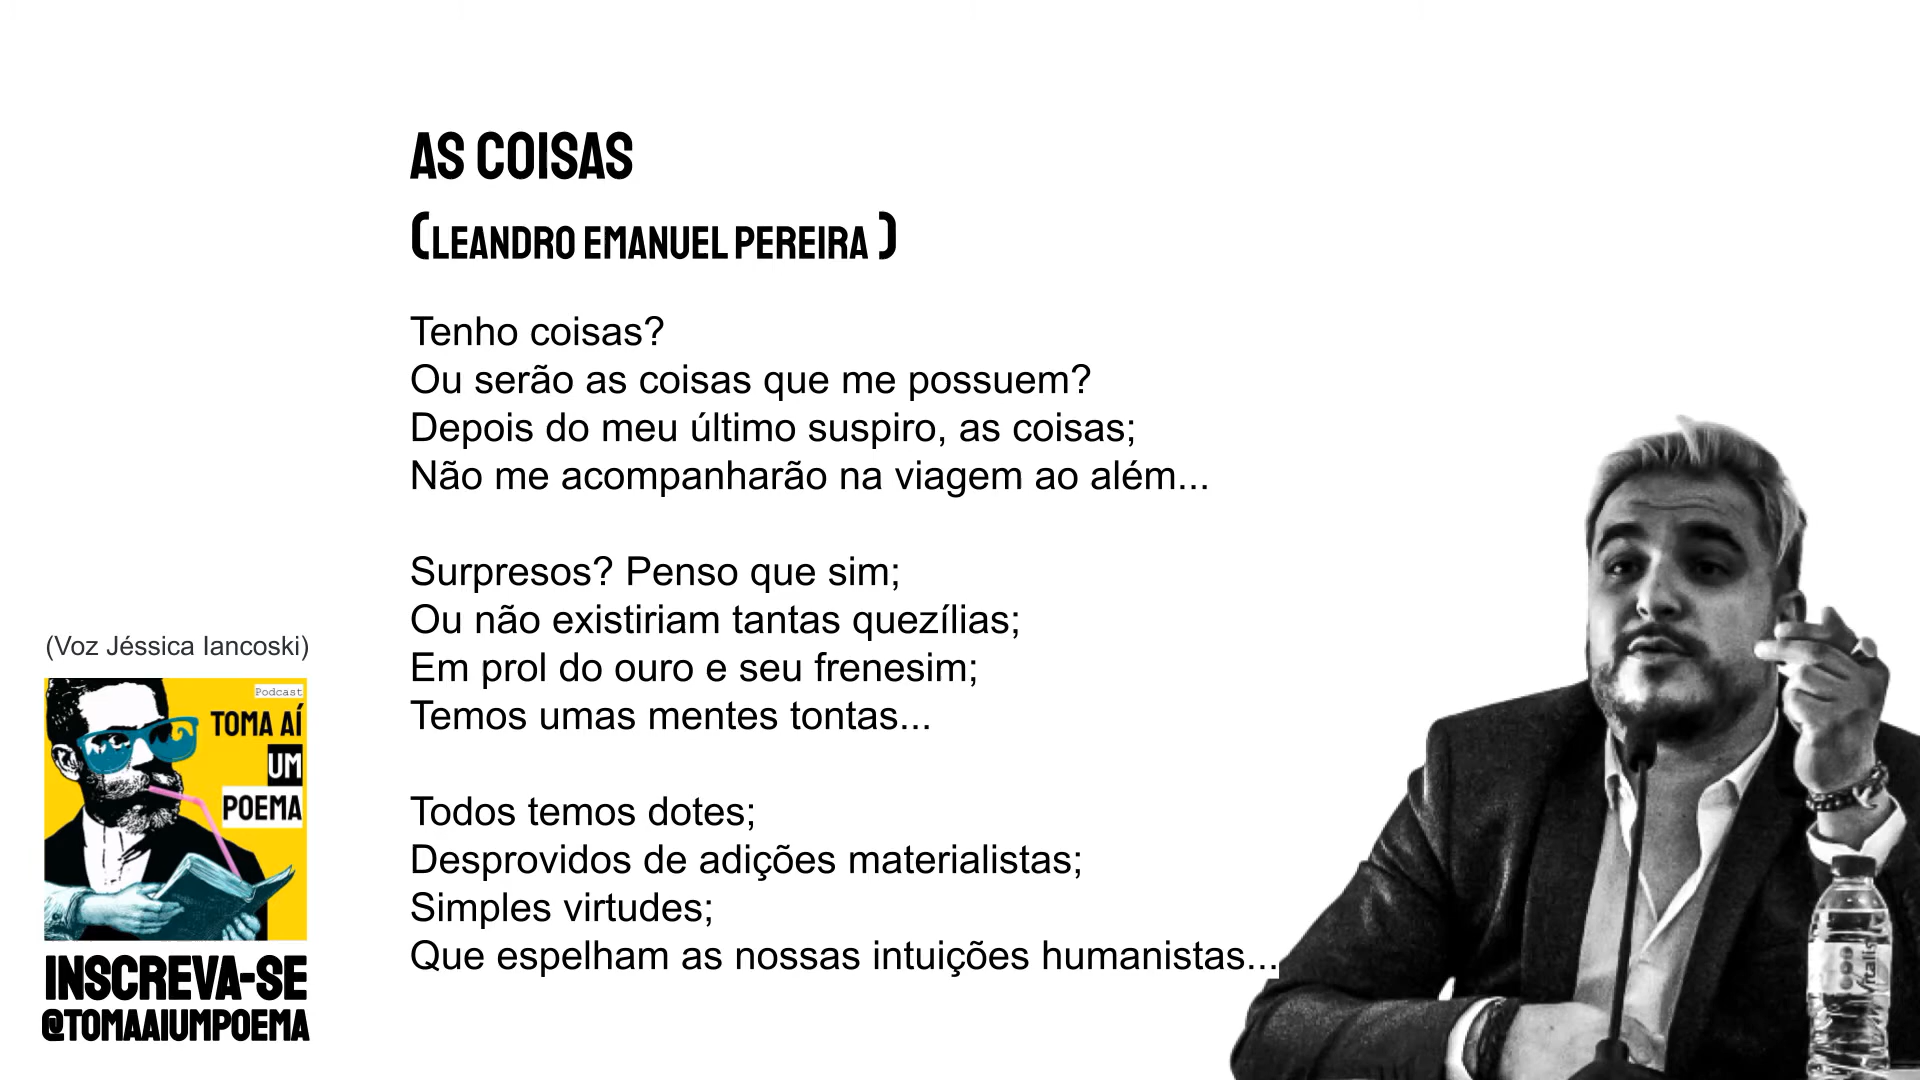 AS COISAS
(LEANDRO EMANUEL PEREIRA )
Tenho coisas?
Ou serão as coisas que me possuem?
Depois do meu último suspiro, as coisas;
Não me acompanharão na viagem ao além...
Surpresos? Penso que sim;
Ou não existiriam tantas quezílias;
Em prol do ouro e seu frenesim;
Temos umas mentes tontas...
Todos temos dotes;
Desprovidos de adições materialistas;
Simples virtudes;
Que espelham as nossas intuições humanistas...
(Voz Jéssica Iancoski)
Podcast
TOMA AÍ
UM
POEMA
INSCREVA-SE
@TOMAAIUMPOEMA
Vitalis